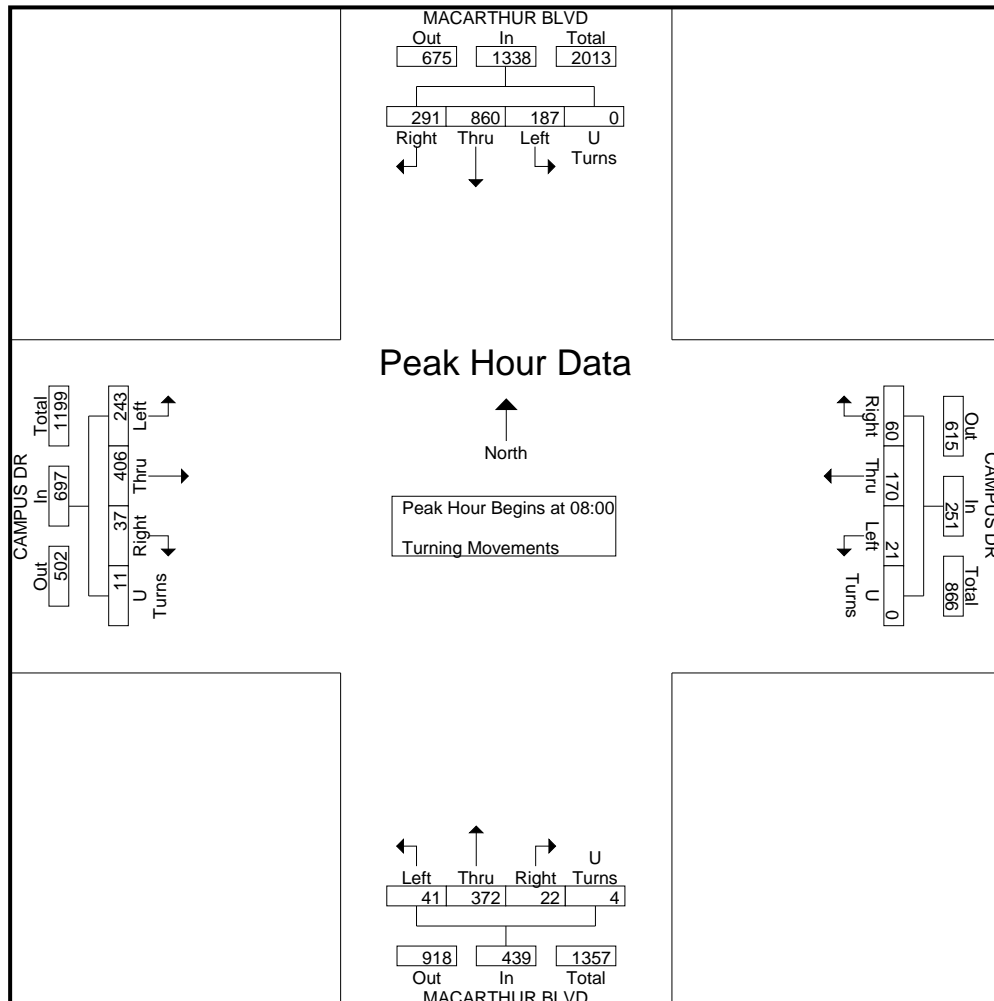 MACARTHUR BLVD
Out In Total
675 1338 2013
291 860 187 0
Right Thru Left U
Turns
Peak Hour Data
North
Peak Hour Begins at 08:00
Turning Movements
CAMPUS DR
Out In Total
502 697 1199
11 37 406 243
U Right Thru Left
Turns
CAMPUS DR
Out In Total
615 251 866
60 170 21 0
Right Thru Left U
Turns
U
Left Thru Right Turns
41 372 22 4
918 439 1357
Out In Total
MACARTHUR BLVD